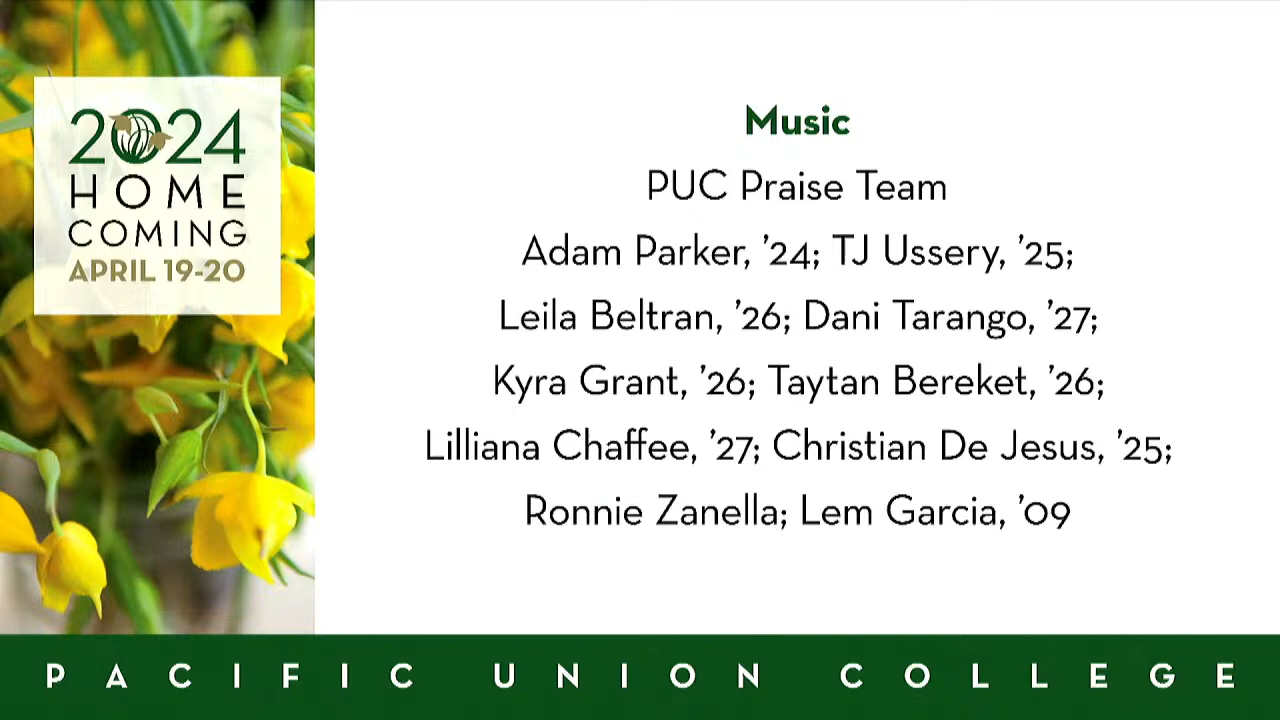 2024
HOME
COMING
APRIL 19-20
Music
PUC Praise Team
Adam Parker, ’24; TJ Ussery, ’25;
Leila Beltran, ’26; Dani Tarango, ’27;
Kyra Grant, ’26; Taytan Bereket, ’26;
Lilliana Chaffee, ’27; Christian De Jesus, ’25;
Ronnie Zanella; Lem Garcia, ’09
PACIFIC UNION COLLEGE